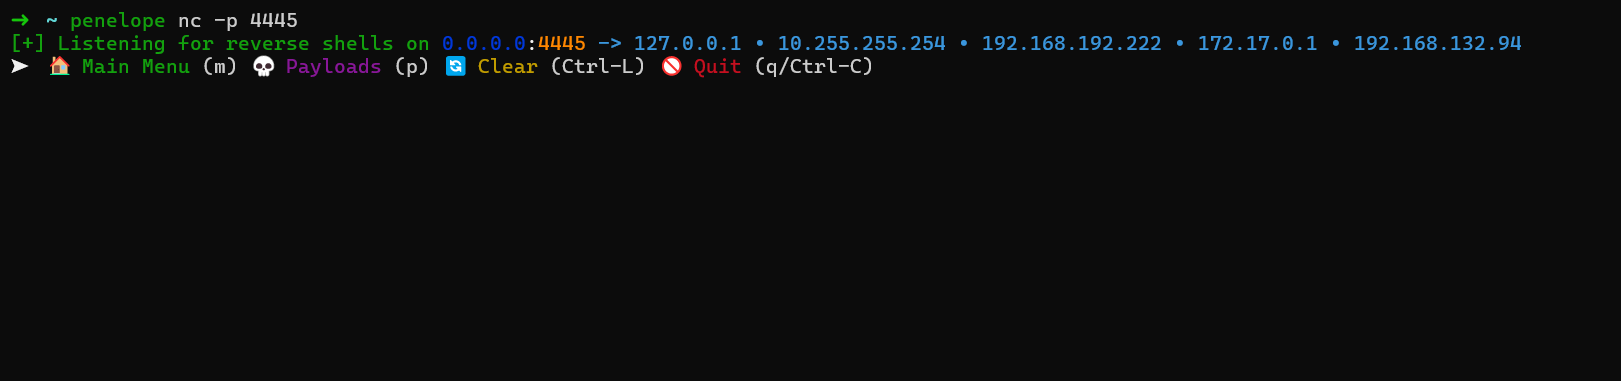 ➜ ~ penelope nc -p 4445
[+] Listening for reverse shells on 0.0.0.0:4445 -> 127.0.0.1 • 10.255.255.254 • 192.168.192.222 • 172.17.0.1 • 192.168.132.94
➤ 🏠 Main Menu (m) 💀 Payloads (p) 🔄 Clear (Ctrl-L) 🚫 Quit (q/Ctrl-C)